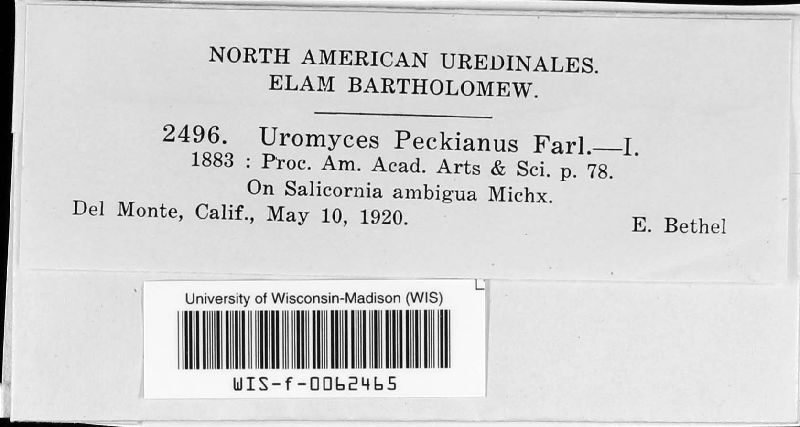 NORTH AMERICAN UREDINALES.
ELAM BARTHOLOMEW.
2496. Uromyces Peckianus Farl.—I.
1883 : Proc. Am. Acad. Arts & Sci. p. 78.
On Salicornia ambigua Michx.
Del Monte, Calif., May 10, 1920. E. Bethel
University of Wisconsin-Madison (WIS)
WIS-f-0062465